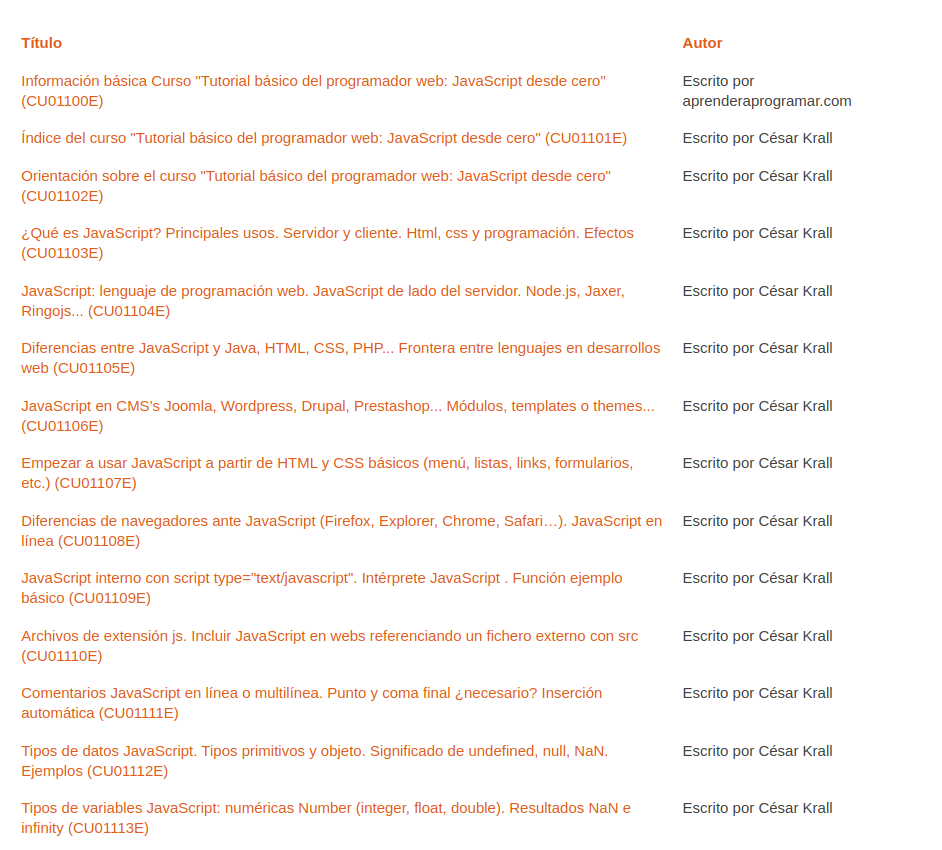 Título
Autor
Información básica Curso "Tutorial básico del programador web: JavaScript desde cero"
(CU01100E)
Escrito por
aprenderaprogramar.com
Índice del curso "Tutorial básico del programador web: JavaScript desde cero" (CU01101E)
Escrito por César Krall
Orientación sobre el curso "Tutorial básico del programador web: JavaScript desde cero"
(CU01102E)
Escrito por César Krall
¿Qué es JavaScript? Principales usos. Servidor y cliente. Html, css y programación. Efectos
(CU01103E)
Escrito por César Krall
JavaScript: lenguaje de programación web. JavaScript de lado del servidor. Node.js, Jaxer,
Ringojs... (CU01104E)
Escrito por César Krall
Diferencias entre JavaScript y Java, HTML, CSS, PHP... Frontera entre lenguajes en desarrollos
web (CU01105E)
Escrito por César Krall
JavaScript en CMS's Joomla, Wordpress, Drupal, Prestashop... Módulos, templates o themes...
(CU01106E)
Escrito por César Krall
Empezar a usar JavaScript a partir de HTML y CSS básicos (menú, listas, links, formularios,
etc.) (CU01107E)
Escrito por César Krall
Diferencias de navegadores ante JavaScript (Firefox, Explorer, Chrome, Safari…). JavaScript en
línea (CU01108E)
Escrito por César Krall
JavaScript interno con script type="text/javascript". Intérprete JavaScript . Función ejemplo
básico (CU01109E)
Escrito por César Krall
Archivos de extensión js. Incluir JavaScript en webs referenciando un fichero externo con src
(CU01110E)
Escrito por César Krall
Comentarios JavaScript en línea o multilínea. Punto y coma final ¿necesario? Inserción
automática (CU01111E)
Escrito por César Krall
Tipos de datos JavaScript. Tipos primitivos y objeto. Significado de undefined, null, NaN.
Ejemplos (CU01112E)
Escrito por César Krall
Tipos de variables JavaScript: numéricas Number (integer, float, double). Resultados NaN e
infinity (CU01113E)
Escrito por César Krall